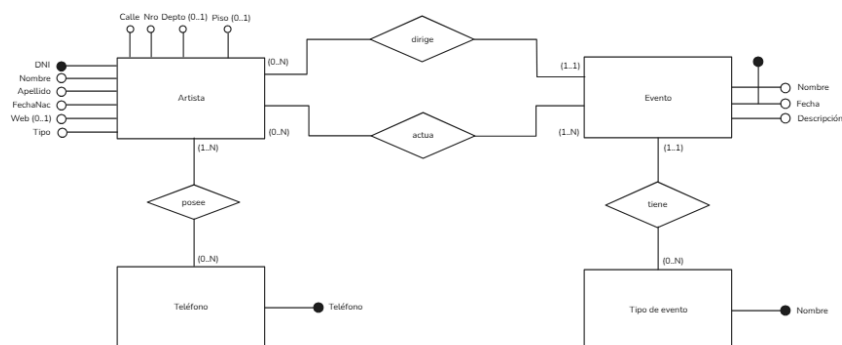 Calle Nro Depto (0..1) Piso (0..1)
dirige
DNI
Nombre
Apellido
FechaNac
Web (0..1)
Tipo
Artista
(0..N)
(0..N)
(1..1)
(1..N)
actua
Evento
Nombre
Fecha
Descripción
(1..N)
(1..1)
posee
tiene
(0..N)
(0..N)
Teléfono
Teléfono
Tipo de evento
Nombre